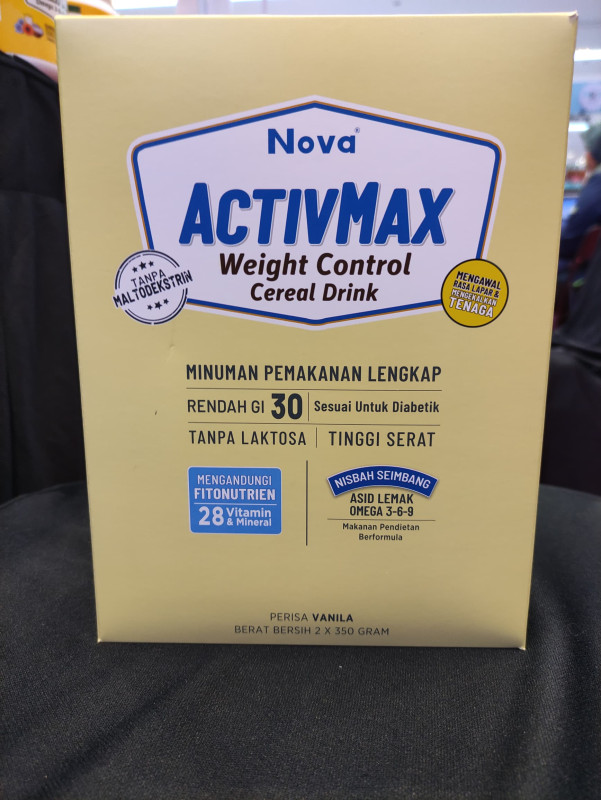 Nova®
ACTIVMAX
Weight Control
Cereal Drink
TANPA
MALTODEKSTRIN
MENGAWAL
RASA LAPAR &
MENGEKALKAN
TENAGA
MINUMAN PEMAKANAN LENGKAP
RENDAH GI 30 Sesuai Untuk Diabetik
TANPA LAKTOSA TINGGI SERAT
MENGANDUNGI
FITONUTRIEN
28 Vitamin
& Mineral
NISBAH SEIMBANG
ASID LEMAK
OMEGA 3-6-9
Makanan Pendietan
Berformula
PERISA VANILA
BERAT BERSIH 2 X 350 GRAM